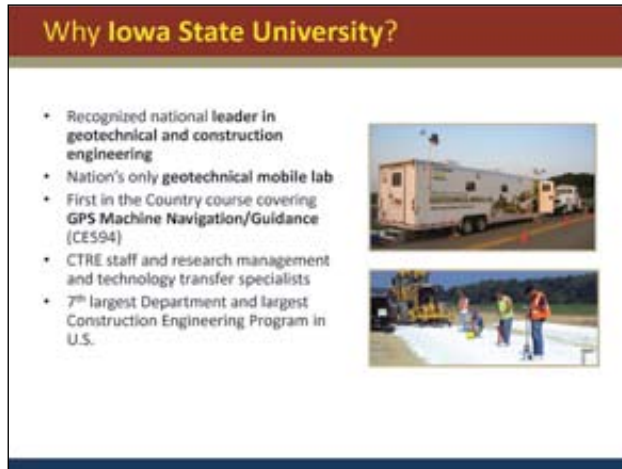 Why Iowa State University?
• Recognized national leader in
geotechnical and construction
engineering
• Nation's only geotechnical mobile lab
• First in the Country course covering
GPS Machine Navigation/Guidance
(CE594)
• CTRE staff and research management
and technology transfer specialists
• 7th largest Department and largest
Construction Engineering Program in
U.S.